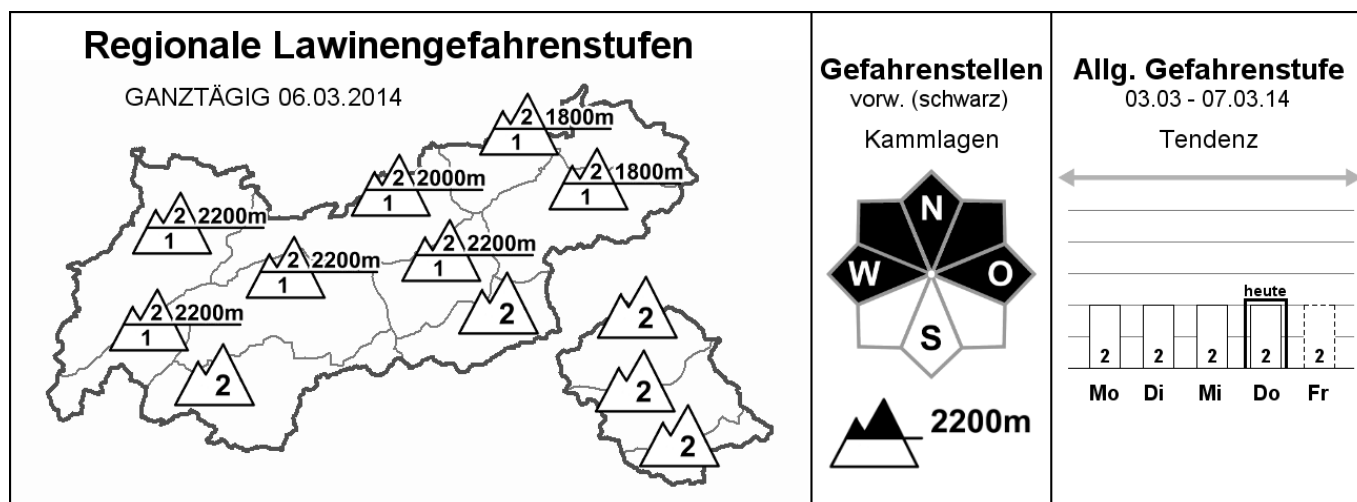 Regionale Lawinengefahrenstufen
GANZTÄGIG 06.03.2014
2 1800m
1
2 1800m
1
2 2000m
1
2 2200m
1
2 2200m
1
2 2200m
1
2 2200m
1
2
2
2
2
2
Gefahrenstellen
vorw. (schwarz)
Kammlagen
N
W O
S
2200m
Allg. Gefahrenstufe
03.03 - 07.03.14
Tendenz
heute
2 2 2 2 2
Mo Di Mi Do Fr